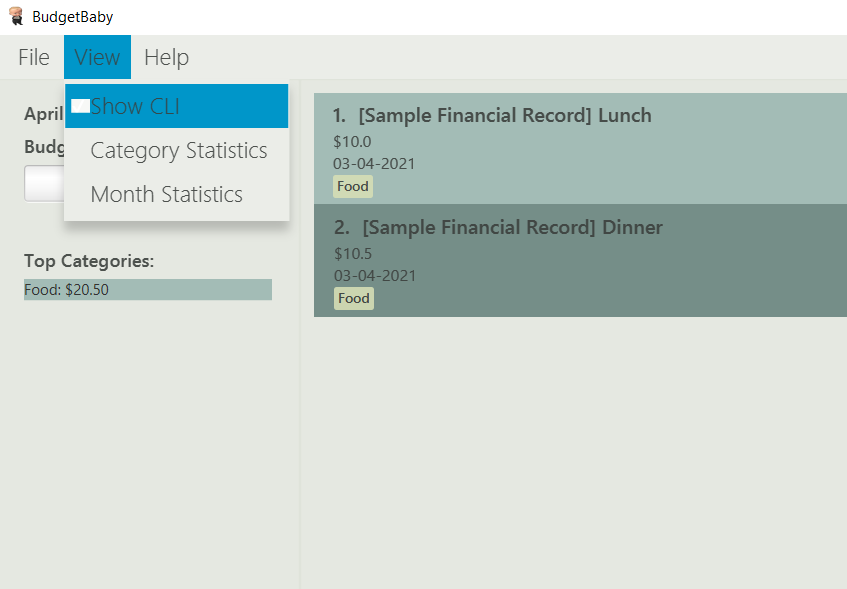 BudgetBaby
File View Help
Show CLI
Category Statistics
Month Statistics
April
Budg
Top Categories:
Food: $20.50
1. [Sample Financial Record] Lunch
$10.0
03-04-2021
Food
2. [Sample Financial Record] Dinner
$10.5
03-04-2021
Food